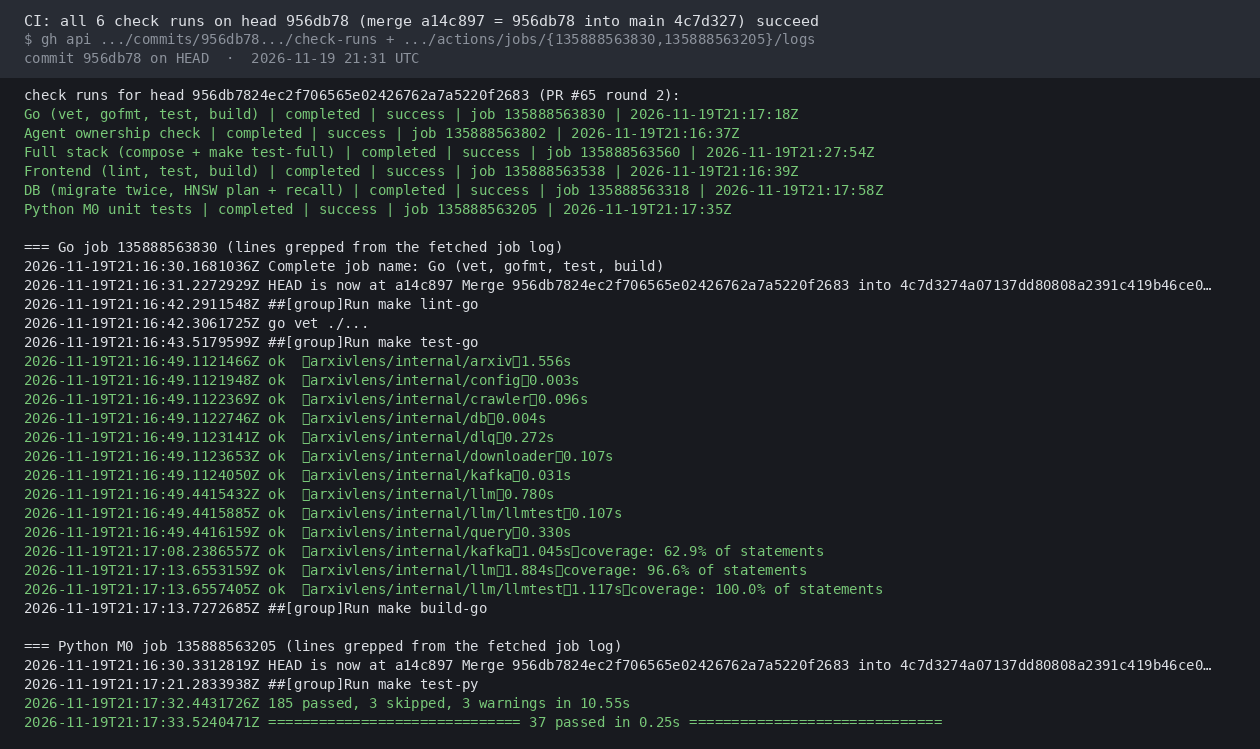 CI: all 6 check runs on head 956db78 (merge a14c897 = 956db78 into main 4c7d327) succeed
$ gh api .../commits/956db78.../check-runs + .../actions/jobs/{135888563830,135888563205}/logs
commit 956db78 on HEAD · 2026-11-19 21:31 UTC
check runs for head 956db7824ec2f706565e02426762a7a5220f2683 (PR #65 round 2):
Go (vet, gofmt, test, build) | completed | success | job 135888563830 | 2026-11-19T21:17:18Z
Agent ownership check | completed | success | job 135888563802 | 2026-11-19T21:16:37Z
Full stack (compose + make test-full) | completed | success | job 135888563560 | 2026-11-19T21:27:54Z
Frontend (lint, test, build) | completed | success | job 135888563538 | 2026-11-19T21:16:39Z
DB (migrate twice, HNSW plan + recall) | completed | success | job 135888563318 | 2026-11-19T21:17:58Z
Python M0 unit tests | completed | success | job 135888563205 | 2026-11-19T21:17:35Z
=== Go job 135888563830 (lines grepped from the fetched job log)
2026-11-19T21:16:30.1681036Z Complete job name: Go (vet, gofmt, test, build)
2026-11-19T21:16:31.2272929Z HEAD is now at a14c897 Merge 956db7824ec2f706565e02426762a7a5220f2683 into 4c7d3274a07137dd80808a2391c419b46ce0…
2026-11-19T21:16:42.2911548Z ##[group]Run make lint-go
2026-11-19T21:16:42.3061725Z go vet ./...
2026-11-19T21:16:43.5179599Z ##[group]Run make test-go
2026-11-19T21:16:49.1121466Z ok  arxivlens/internal/arxiv 1.556s
2026-11-19T21:16:49.1121948Z ok  arxivlens/internal/config 0.003s
2026-11-19T21:16:49.1122369Z ok  arxivlens/internal/crawler 0.096s
2026-11-19T21:16:49.1122746Z ok  arxivlens/internal/db 0.004s
2026-11-19T21:16:49.1123141Z ok  arxivlens/internal/dlq 0.272s
2026-11-19T21:16:49.1123653Z ok  arxivlens/internal/downloader 0.107s
2026-11-19T21:16:49.1124050Z ok  arxivlens/internal/kafka 0.031s
2026-11-19T21:16:49.4415432Z ok  arxivlens/internal/llm 0.780s
2026-11-19T21:16:49.4415885Z ok  arxivlens/internal/llm/llmtest 0.107s
2026-11-19T21:16:49.4416159Z ok  arxivlens/internal/query 0.330s
2026-11-19T21:17:08.2386557Z ok  arxivlens/internal/kafka 1.045s coverage: 62.9% of statements
2026-11-19T21:17:13.6553159Z ok  arxivlens/internal/llm 1.884s coverage: 96.6% of statements
2026-11-19T21:17:13.6557405Z ok  arxivlens/internal/llm/llmtest 1.117s coverage: 100.0% of statements
2026-11-19T21:17:13.7272685Z ##[group]Run make build-go
=== Python M0 job 135888563205 (lines grepped from the fetched job log)
2026-11-19T21:16:30.3312819Z HEAD is now at a14c897 Merge 956db7824ec2f706565e02426762a7a5220f2683 into 4c7d3274a07137dd80808a2391c419b46ce0…
2026-11-19T21:17:21.2833938Z ##[group]Run make test-py
2026-11-19T21:17:32.4431726Z 185 passed, 3 skipped, 3 warnings in 10.55s
2026-11-19T21:17:33.5240471Z ============================== 37 passed in 0.25s ==============================